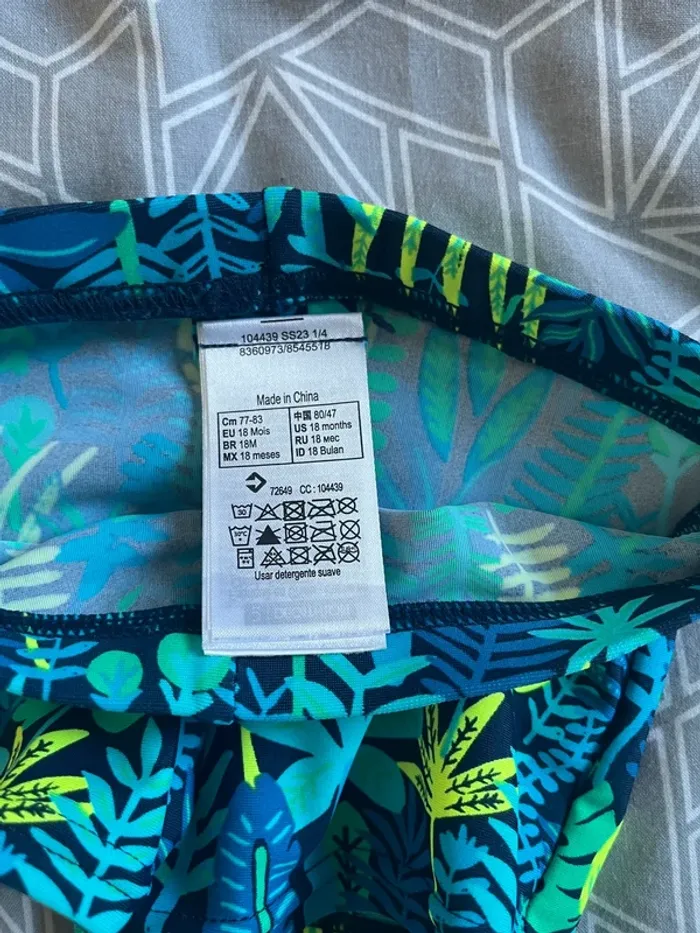 104439 SS23 1/4
8360973/8545518
Made in China
Cm 77-83
EU 18 Mois
BR 18M
MX 18 meses
中国 80/47
US 18 months
RU 18 мес
ID 18 Bulan
72649 CC : 104439
30
30°C
Usar detergente suave